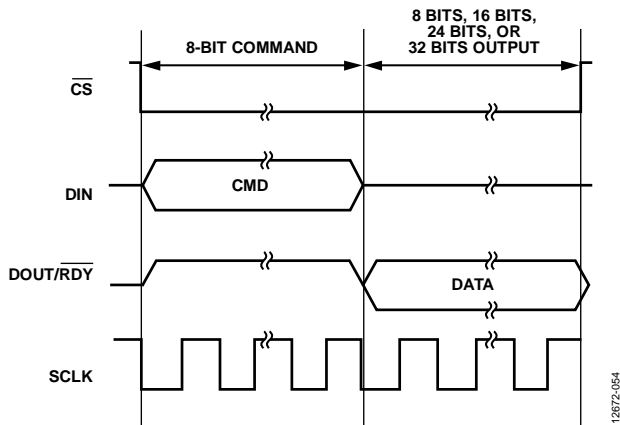 8-BIT COMMAND
8 BITS, 16 BITS,
24 BITS, OR
32 BITS OUTPUT
CS
DIN
CMD
DOUT/RDY
DATA
SCLK
12672-054